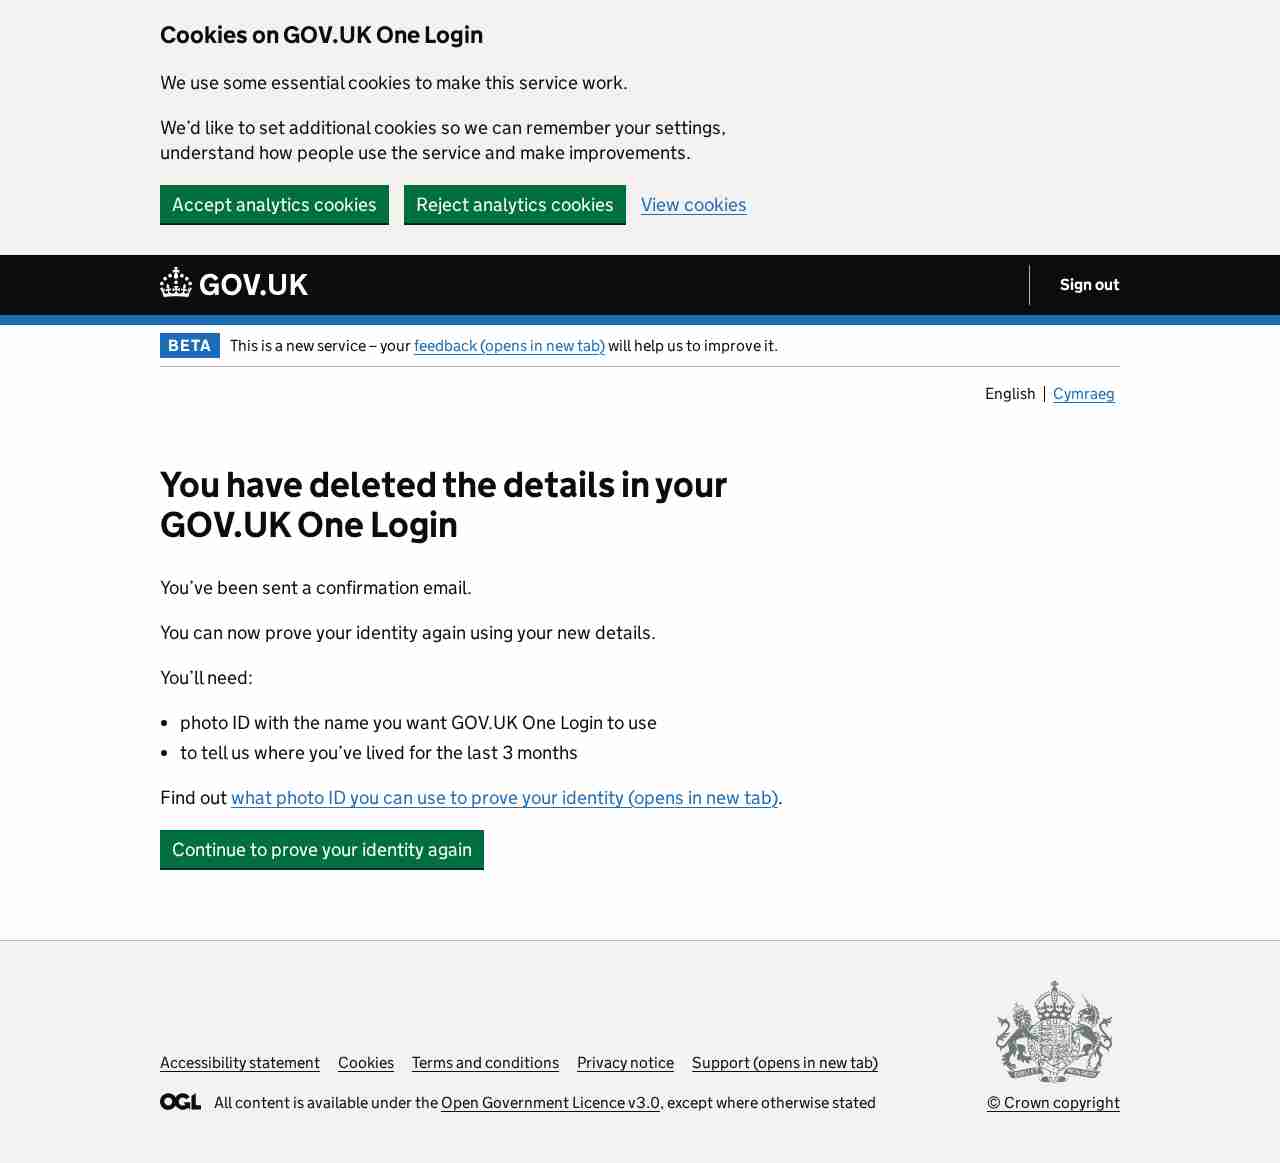 Cookies on GOV.UK One Login
We use some essential cookies to make this service work.
We’d like to set additional cookies so we can remember your settings,
understand how people use the service and make improvements.
Accept analytics cookies Reject analytics cookies View cookies
GOV.UK Sign out
BETA This is a new service – your feedback (opens in new tab) will help us to improve it.
English Cymraeg
You have deleted the details in your
GOV.UK One Login
You’ve been sent a confirmation email.
You can now prove your identity again using your new details.
You’ll need:
• photo ID with the name you want GOV.UK One Login to use
• to tell us where you’ve lived for the last 3 months
Find out what photo ID you can use to prove your identity (opens in new tab).
Continue to prove your identity again
Accessibility statement Cookies Terms and conditions Privacy notice Support (opens in new tab)
OGL All content is available under the Open Government Licence v3.0, except where otherwise stated
© Crown copyright